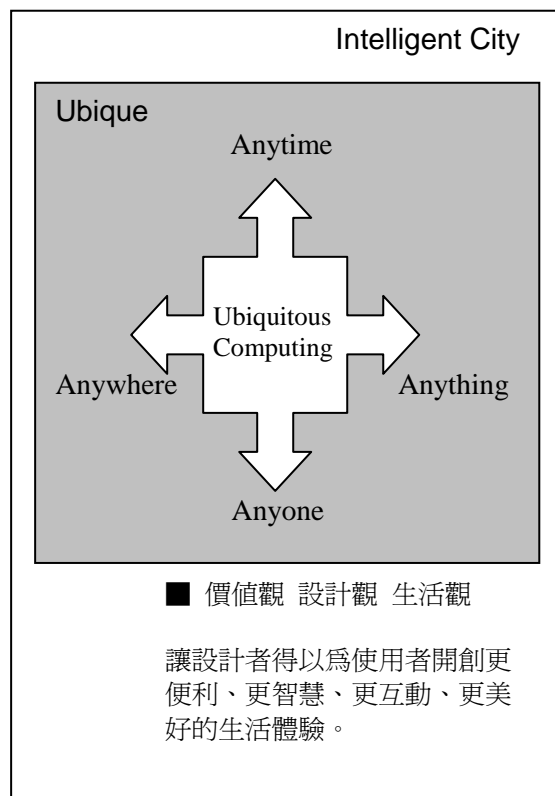 Intelligent City
Ubique
Anytime
Ubiquitous
Computing
Anywhere
Anything
Anyone
■ 價值觀 設計觀 生活觀
讓設計者得以為使用者開創更
便利、更智慧、更互動、更美
好的生活體驗。